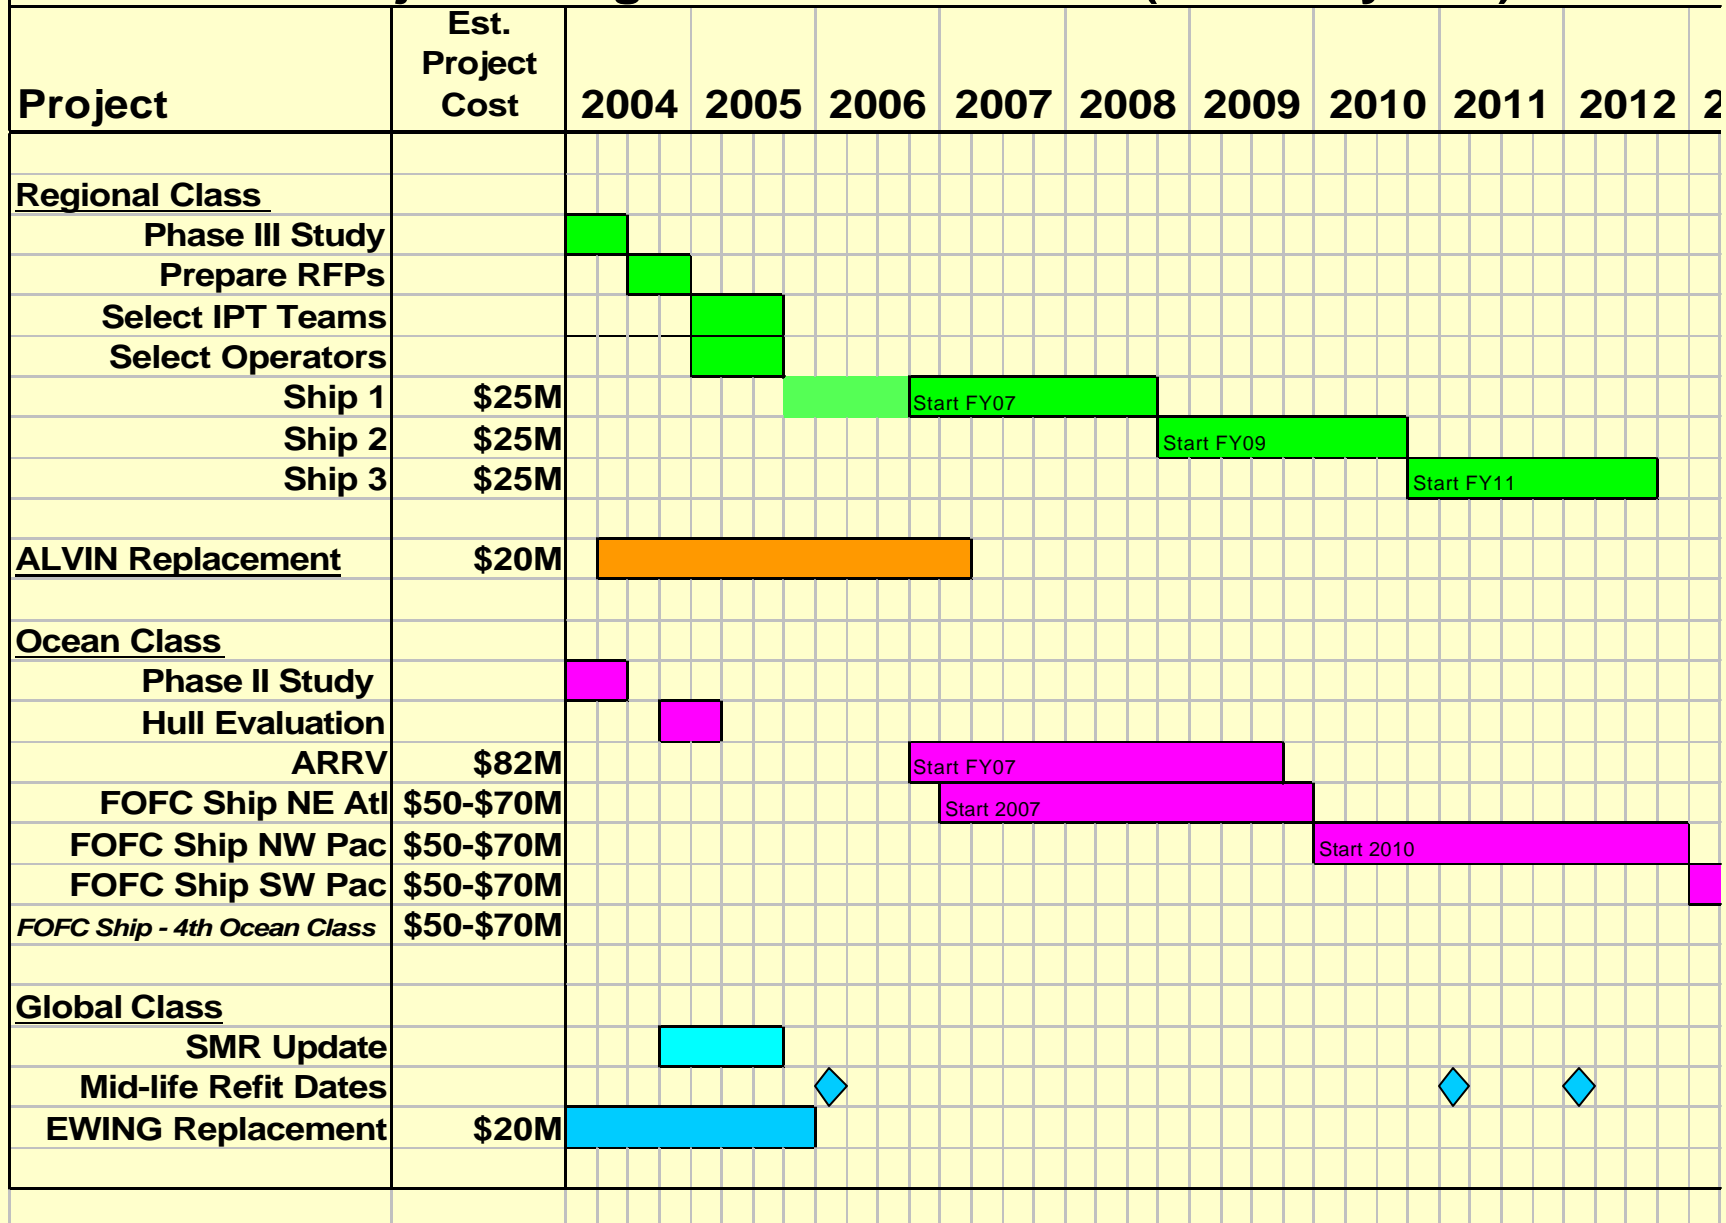 Est.
Project
Project Cost 2004 2005 2006 2007 2008 2009 2010 2011 2012
Regional Class
Phase III Study
Prepare RFPs
Select IPT Teams
Select Operators
Ship 1 $25M Start FY07
Ship 2 $25M Start FY09
Ship 3 $25M Start FY11
ALVIN Replacement $20M
Ocean Class
Phase II Study
Hull Evaluation
ARRV $82M Start FY07
FOFC Ship NE Atl $50-$70M Start 2007
FOFC Ship NW Pac $50-$70M Start 2010
FOFC Ship SW Pac $50-$70M
FOFC Ship - 4th Ocean Class $50-$70M
Global Class
SMR Update
Mid-life Refit Dates
EWING Replacement $20M